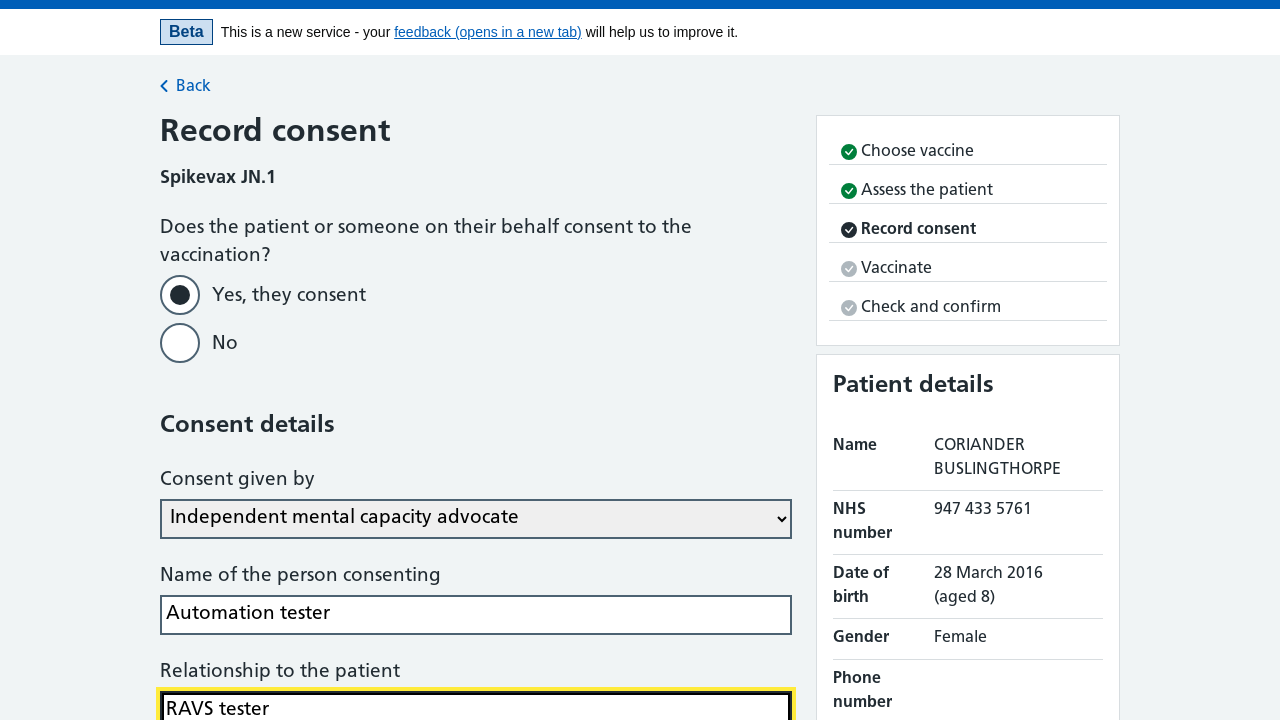 Beta This is a new service - your feedback (opens in a new tab) will help us to improve it.
Back
Record consent
Spikevax JN.1
Does the patient or someone on their behalf consent to the
vaccination?
Yes, they consent
No
Consent details
Consent given by
Independent mental capacity advocate
Name of the person consenting
Automation tester
Relationship to the patient
RAVS tester
Choose vaccine
Assess the patient
Record consent
Vaccinate
Check and confirm
Patient details
Name CORIANDER
BUSLINGTHORPE
NHS 947 433 5761
number
Date of 28 March 2016
birth (aged 8)
Gender Female
Phone
number